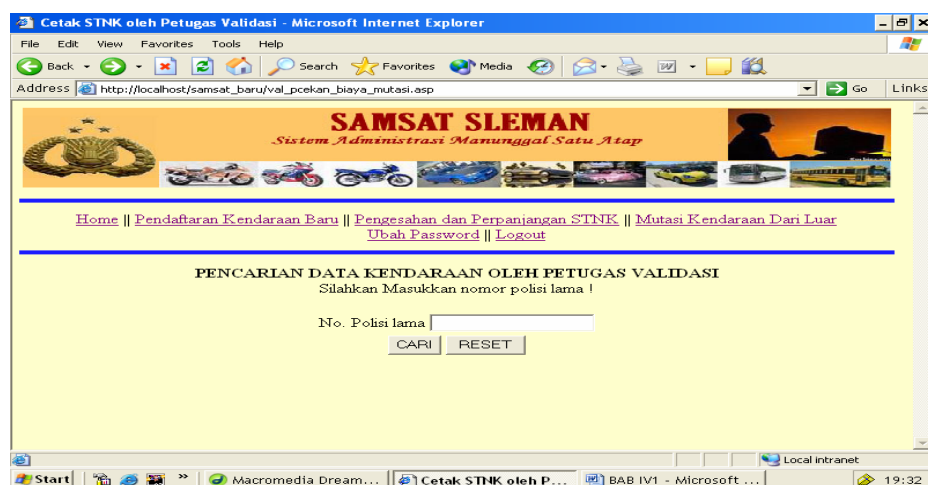 Cetak STNK oleh Petugas Validasi - Microsoft Internet Explorer
File Edit View Favorites Tools Help
Back Search Favorites Media
Address http://localhost/samsat_baru/val_pcekan_biaya_mutasi.asp Go Links
SAMSAT SLEMAN
Sistem Administrasi Manunggal Satu Atap
Home || Pendaftaran Kendaraan Baru || Pengesahan dan Perpanjangan STNK || Mutasi Kendaraan Dari Luar
Ubah Password || Logout
PENCARIAN DATA KENDARAAN OLEH PETUGAS VALIDASI
Silahkan Masukkan nomor polisi lama !
No. Polisi lama
CARI RESET
Local intranet
Start » Macromedia Dream... Cetak STNK oleh P... BAB IV1 - Microsoft ... 19:32